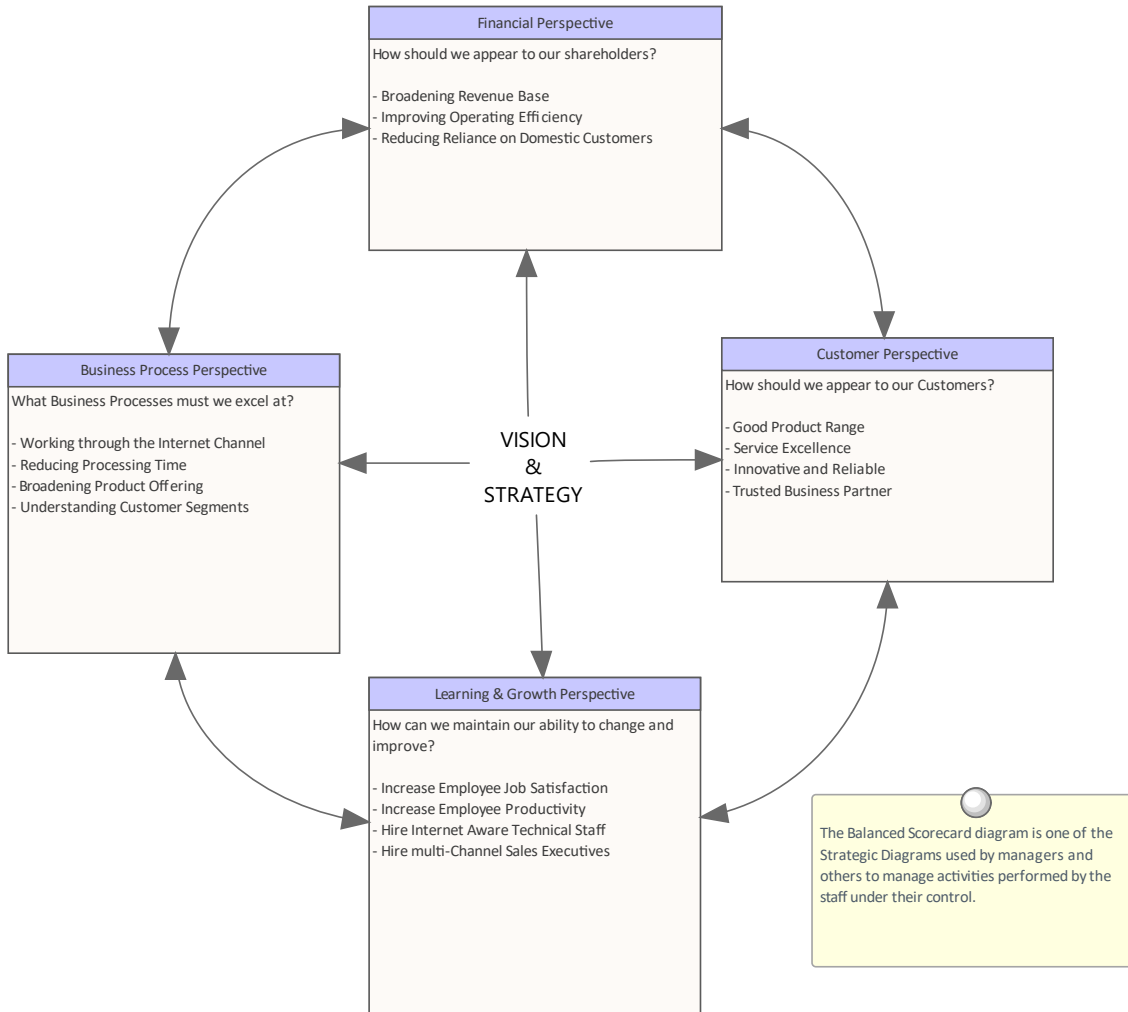 Financial Perspective
How should we appear to our shareholders?
- Broadening Revenue Base
- Improving Operating Efficiency
- Reducing Reliance on Domestic Customers
Business Process Perspective
What Business Processes must we excel at?
- Working through the Internet Channel
- Reducing Processing Time
- Broadening Product Offering
- Understanding Customer Segments
VISION
&
STRATEGY
Customer Perspective
How should we appear to our Customers?
- Good Product Range
- Service Excellence
- Innovative and Reliable
- Trusted Business Partner
Learning & Growth Perspective
How can we maintain our ability to change and
improve?
- Increase Employee Job Satisfaction
- Increase Employee Productivity
- Hire Internet Aware Technical Staff
- Hire multi-Channel Sales Executives
The Balanced Scorecard diagram is one of the
Strategic Diagrams used by managers and
others to manage activities performed by the
staff under their control.